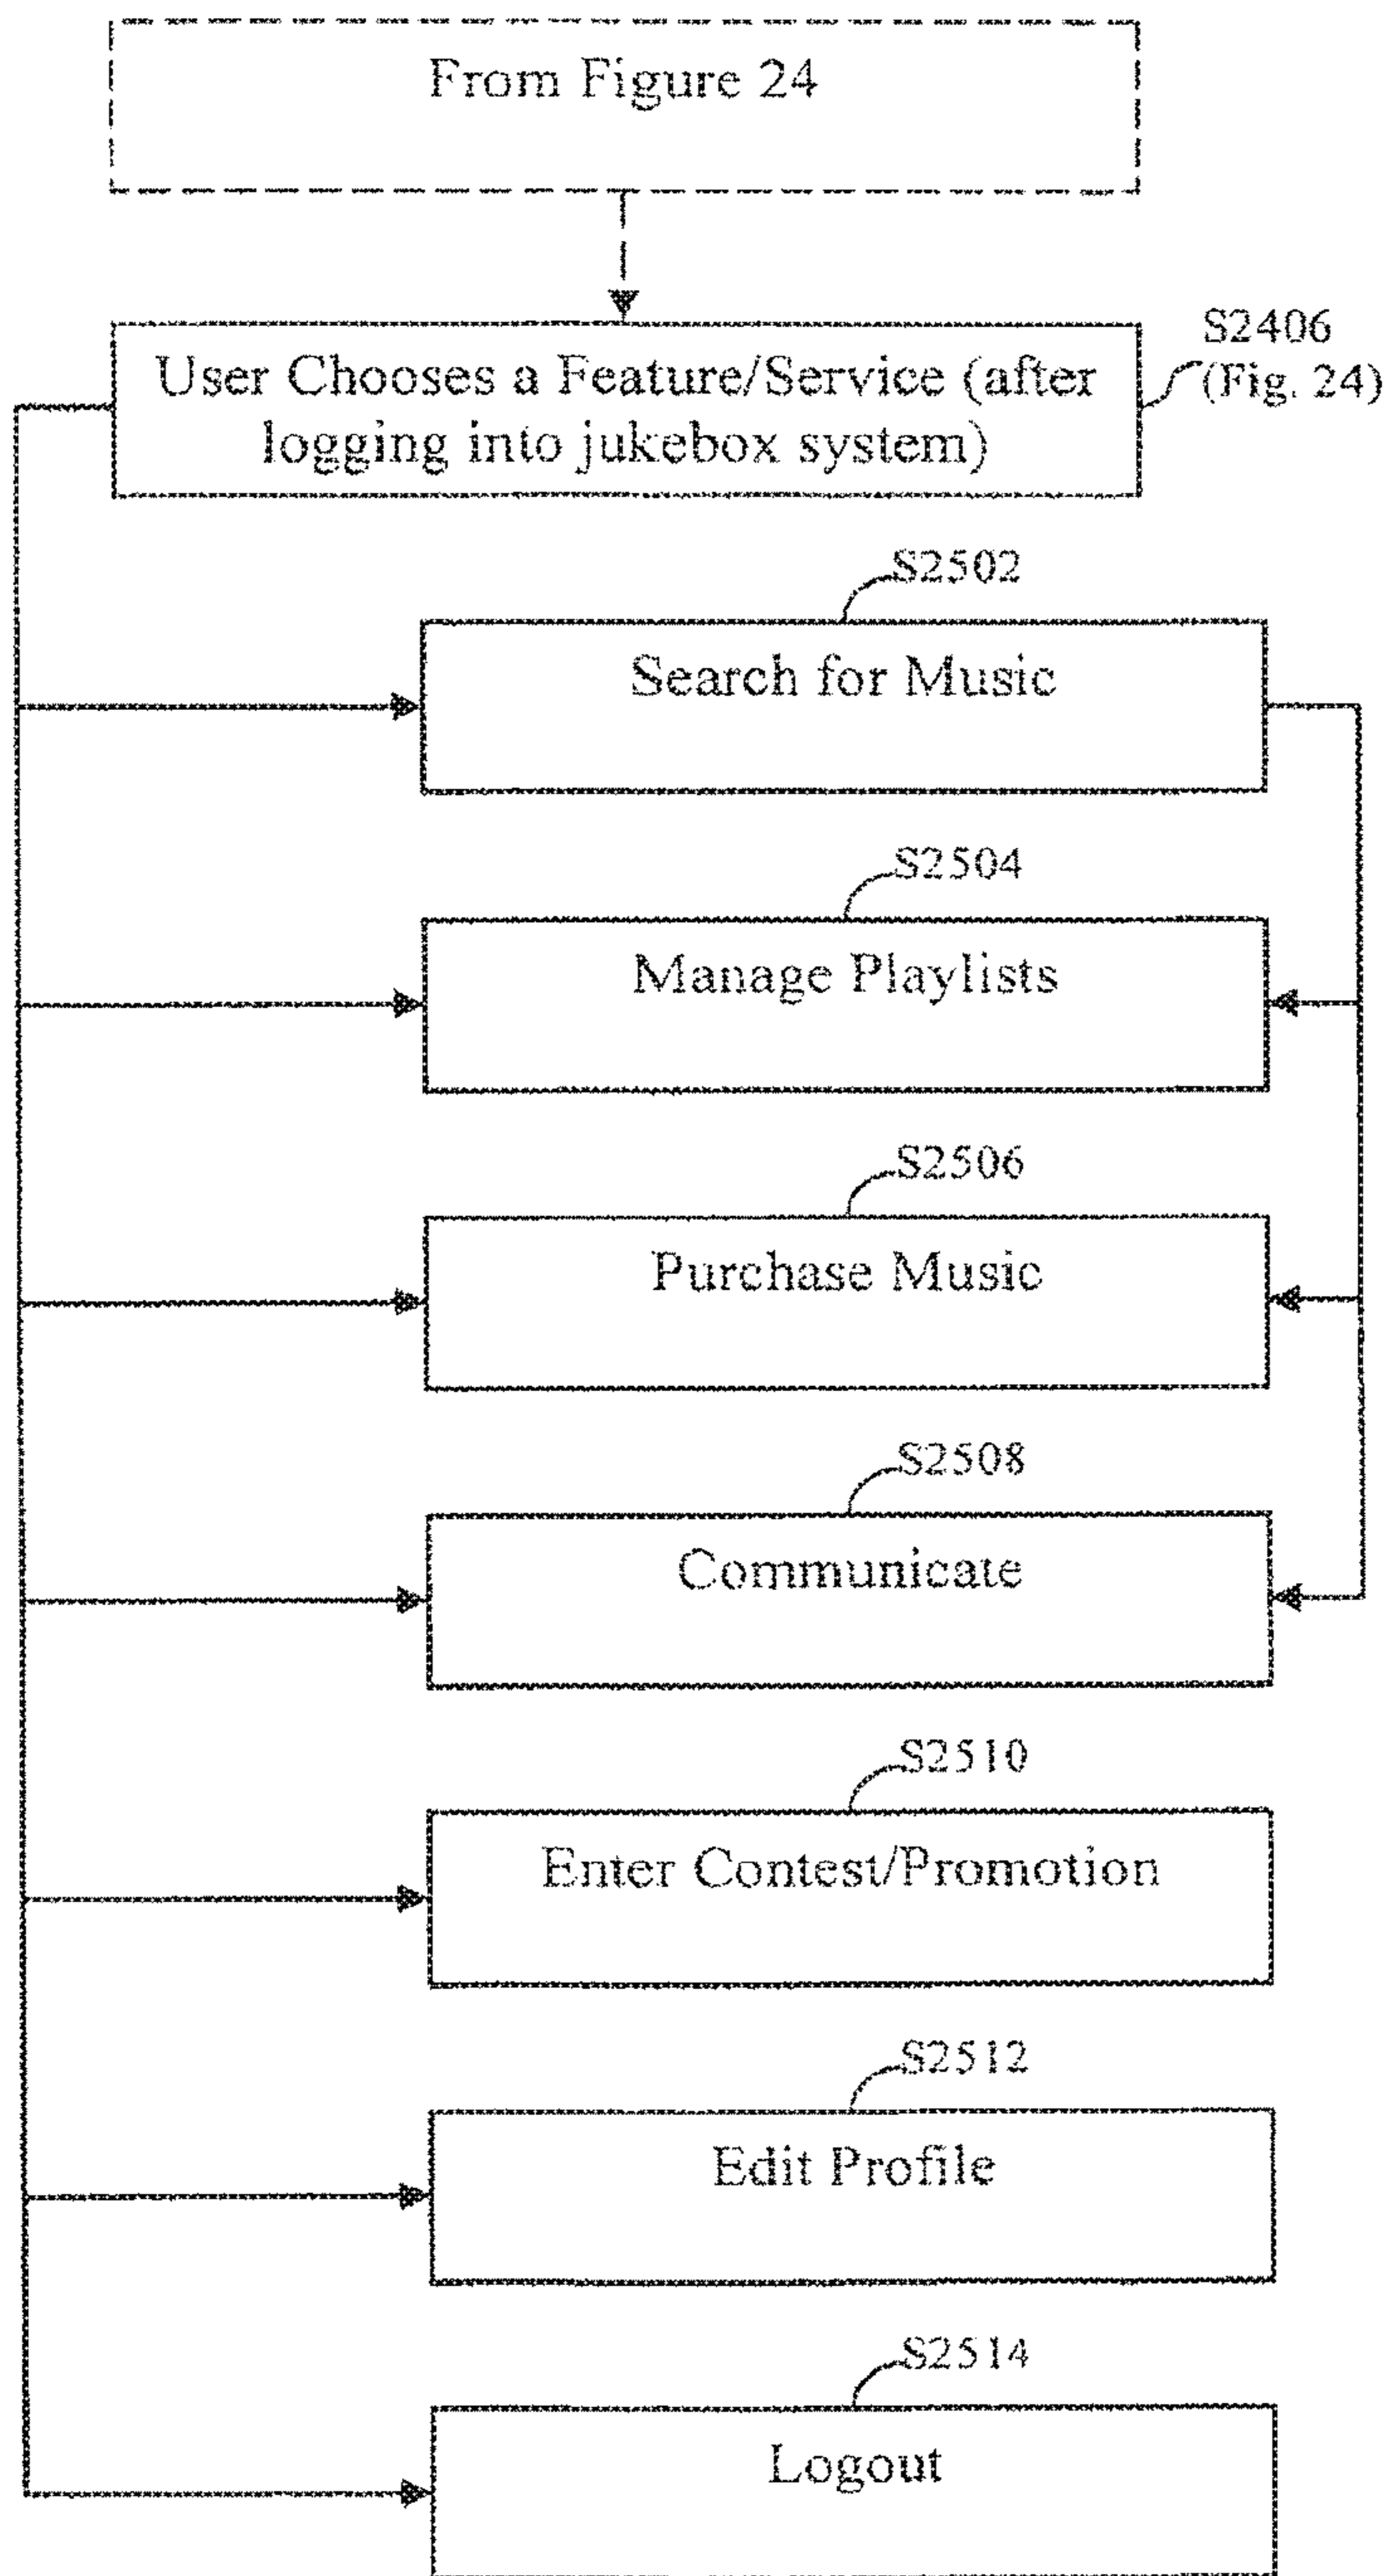 From Figure 24
User Chooses a Feature/Service (after
logging into jukebox system)
S2406
(Fig. 24)
S2502
Search for Music
S2504
Manage Playlists
S2506
Purchase Music
S2508
Communicate
S2510
Enter Contest/Promotion
S2512
Edit Profile
S2514
Logout